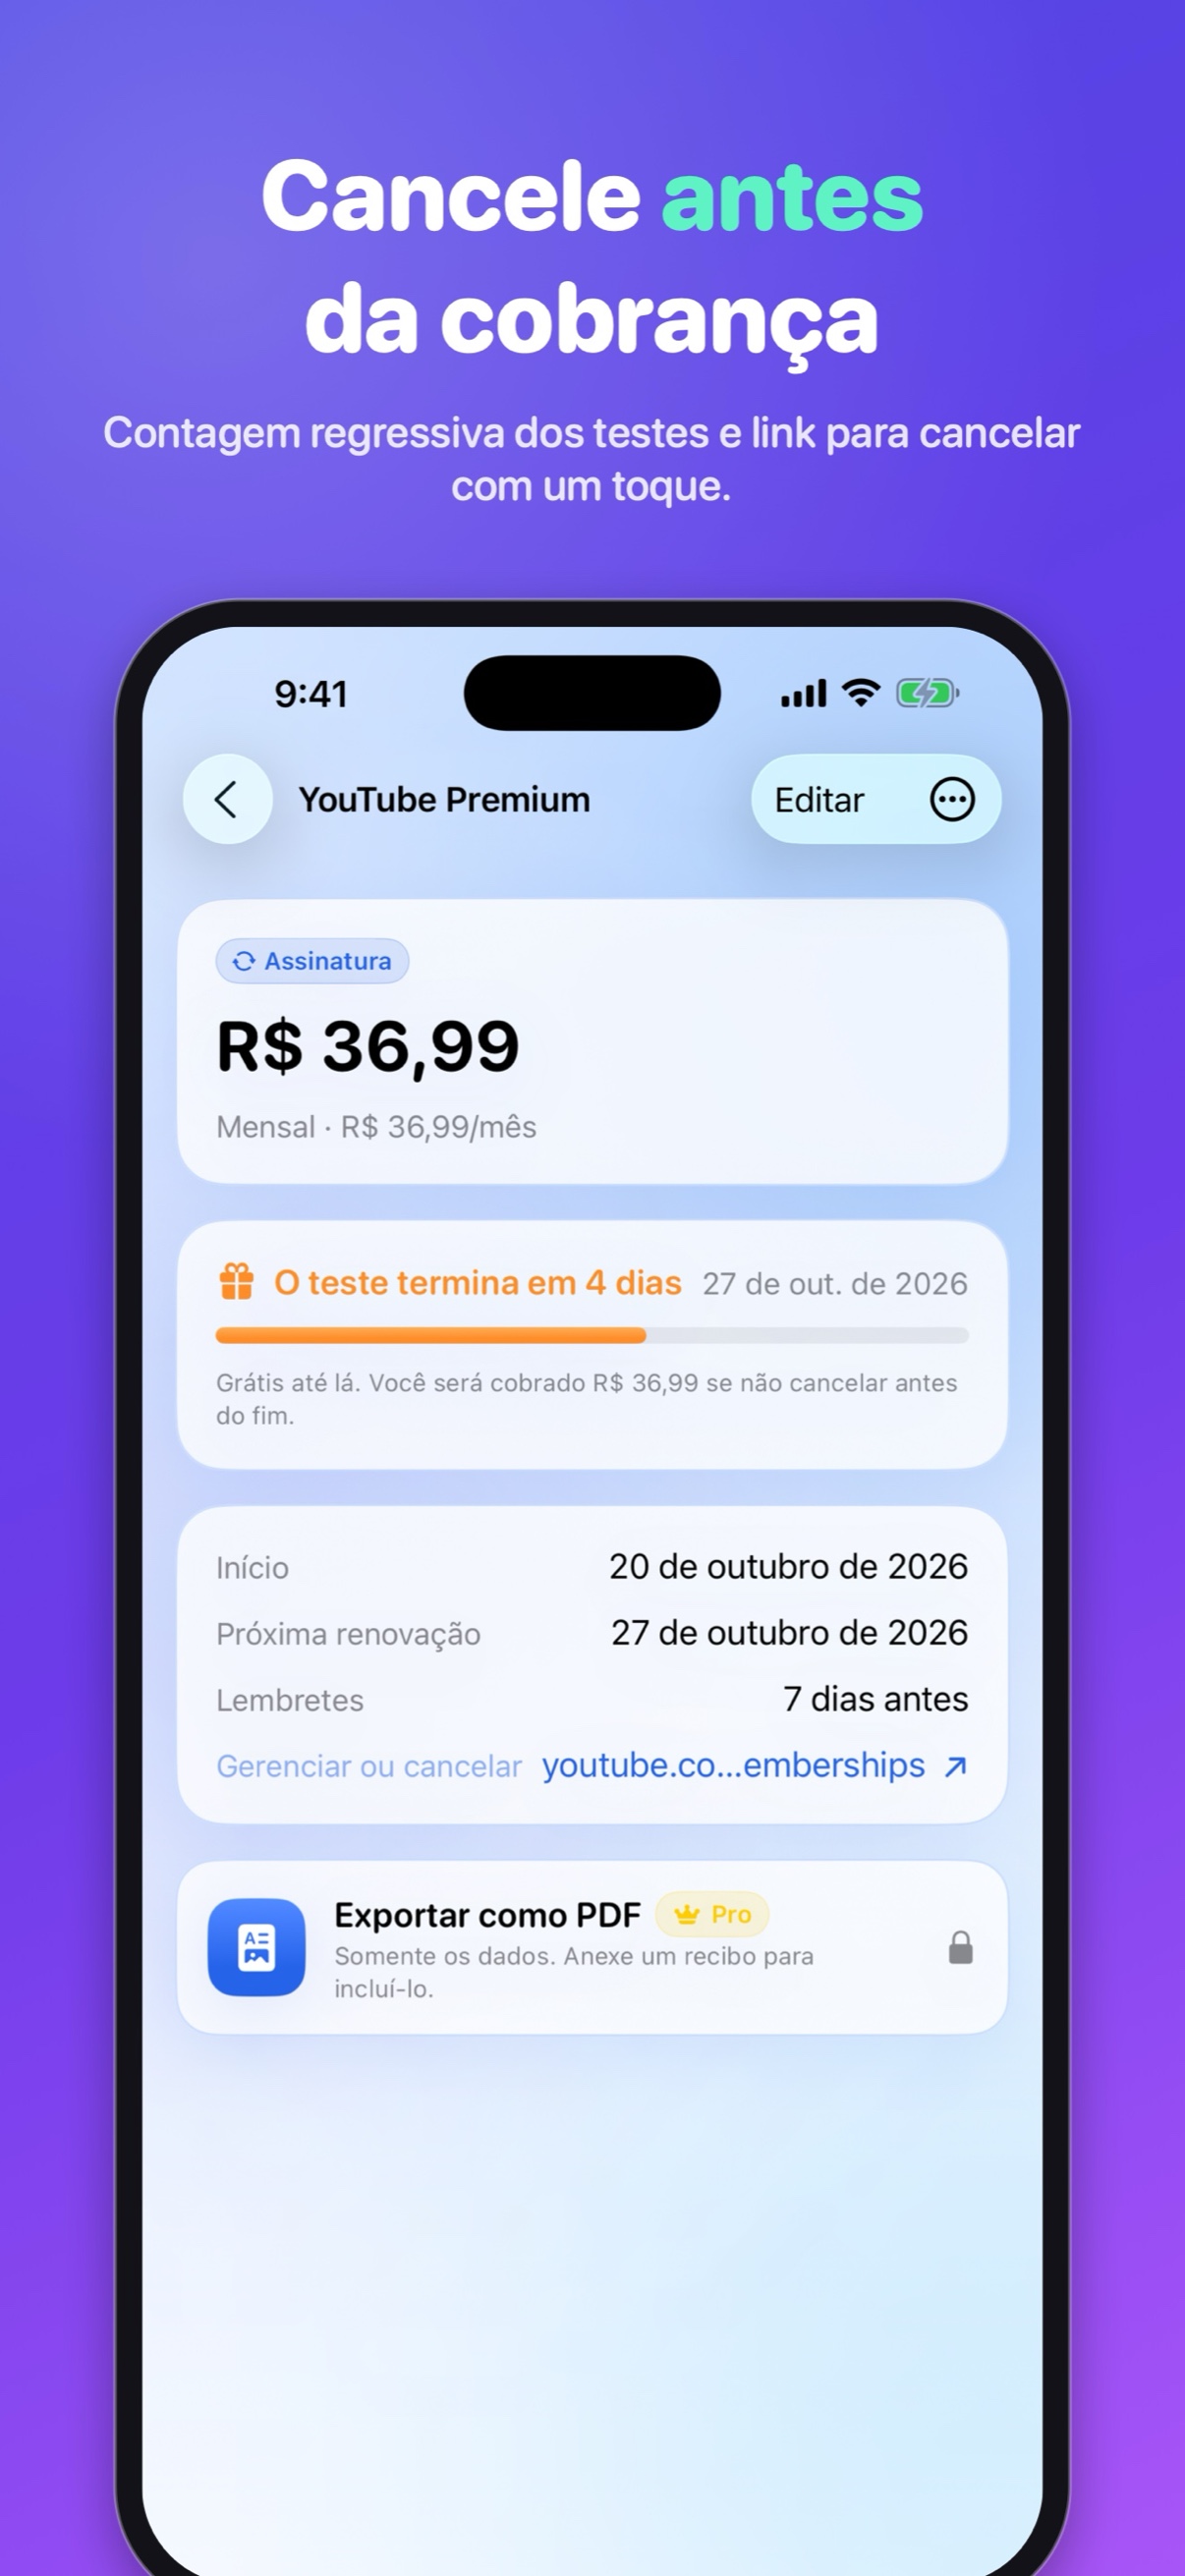 Cancele antes
da cobrança
Contagem regressiva dos testes e link para cancelar
com um toque.
9:41
YouTube Premium
Editar
Assinatura
R$ 36,99
Mensal · R$ 36,99/mês
O teste termina em 4 dias 27 de out. de 2026
Grátis até lá. Você será cobrado R$ 36,99 se não cancelar antes
do fim.
Início 20 de outubro de 2026
Próxima renovação 27 de outubro de 2026
Lembretes 7 dias antes
Gerenciar ou cancelar youtube.co...emberships
Exportar como PDF Pro
Somente os dados. Anexe um recibo para
incluí-lo.